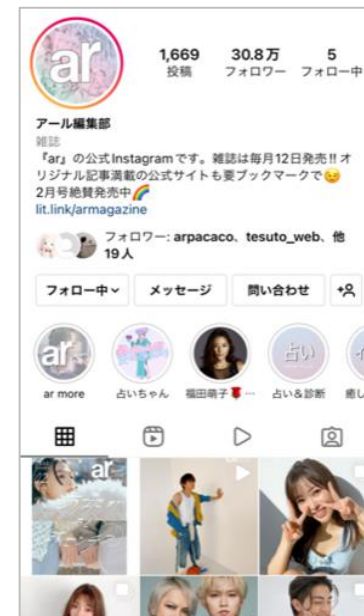 ar
1,669
30.8万
5
投稿
フォロワー
フォロー中
アール編集部
雑誌
『ar』の公式Instagramです。雑誌は毎月12日発売‼オ
リジナル記事満載の公式サイトも要ブックマークで😉
2月号絶賛発売中🌈
lit.link/armagazine
フォロワー: arpacaco、tesuto_web、他
19人
フォロー中
メッセージ
問い合わせ
ar
占い
イ
ar more
占いちゃん
福田萌子🌹…
占い&診断
癒し
ar